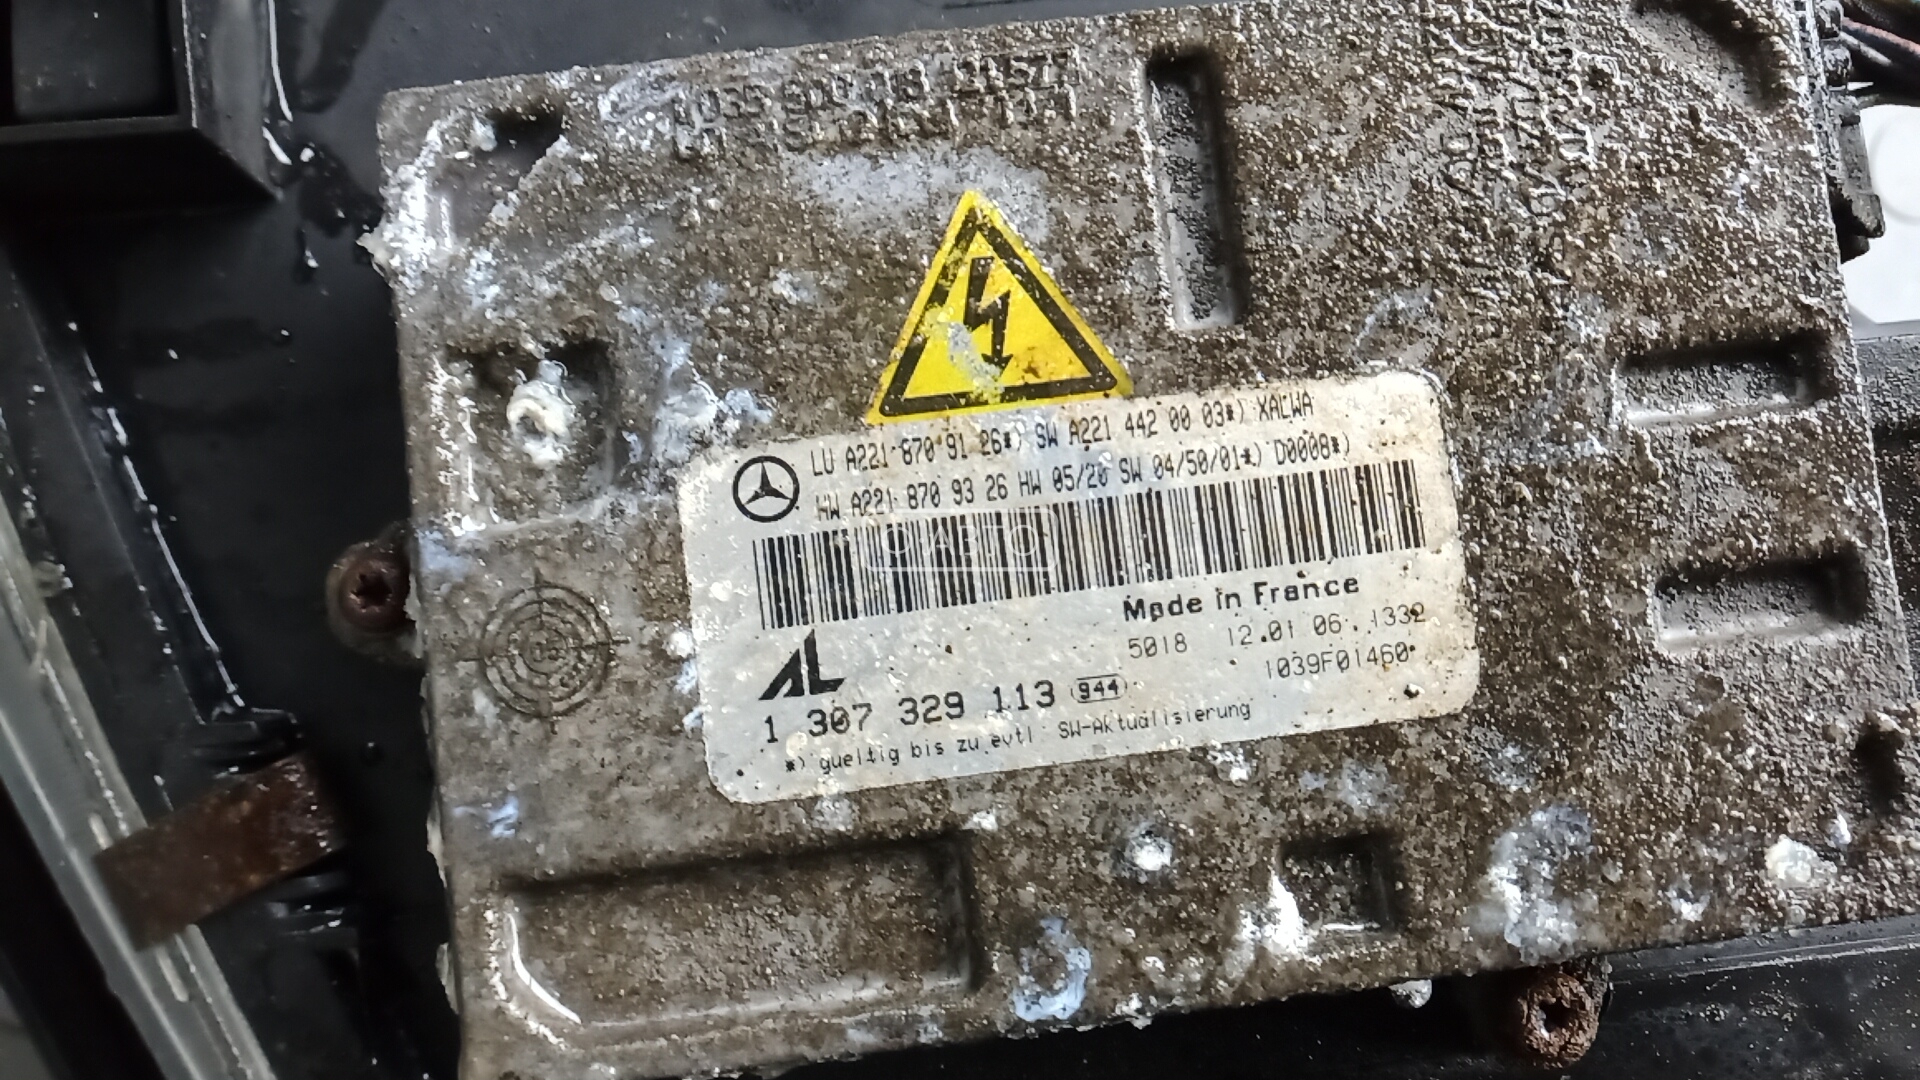 LU A221 870 91 26*) SW A221 442 00 03*) XALWA
HW A221 870 93 26 HW 05/20 SW 04/50/01*) D0008*)
О АВТО
Made in France
5018 12.01.06. 1332
1039F01460
AL
1 307 329 113 944
*) gueltig bis zu evtl. SW-Aktualisierung